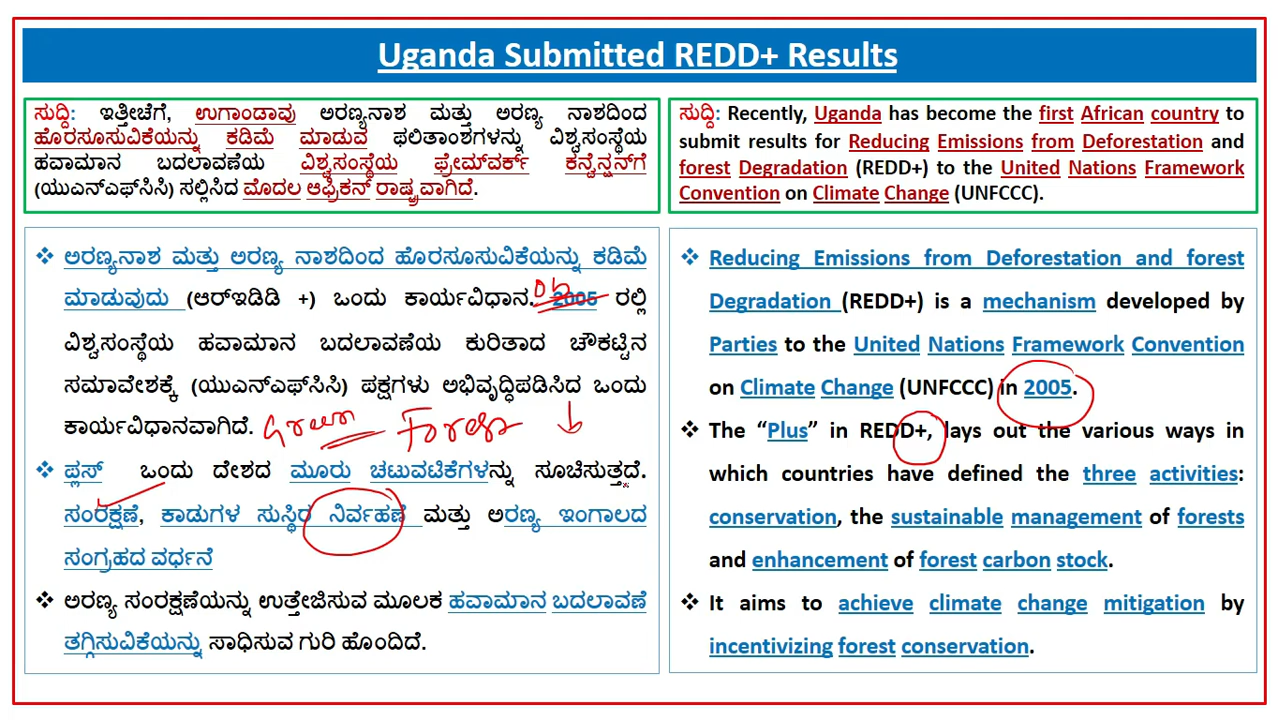 Uganda Submitted REDD+ Results
ಸುದ್ದಿ: ಇತ್ತೀಚೆಗೆ, ಉಗಾಂಡಾವು ಅರಣ್ಯನಾಶ ಮತ್ತು ಅರಣ್ಯ ನಾಶದಿಂದ
ಹೊರಸೂಸುವಿಕೆಯನ್ನು ಕಡಿಮೆ ಮಾಡುವ ಫಲಿತಾಂಶಗಳನ್ನು ವಿಶ್ವಸಂಸ್ಥೆಯ
ಹವಾಮಾನ ಬದಲಾವಣೆಯ ವಿಶ್ವಸಂಸ್ಥೆಯ ಫ್ರೇಮ್‌ವರ್ಕ್ ಕನ್ವೆನ್ಷನ್‌ಗೆ
(ಯುಎನ್ಎಫ್‌ಸಿಸಿ) ಸಲ್ಲಿಸಿದ ಮೊದಲ ಆಫ್ರಿಕನ್ ರಾಷ್ಟ್ರವಾಗಿದೆ.
❖ ಅರಣ್ಯನಾಶ ಮತ್ತು ಅರಣ್ಯ ನಾಶದಿಂದ ಹೊರಸೂಸುವಿಕೆಯನ್ನು ಕಡಿಮೆ
ಮಾಡುವುದು (ಆರ್‌ಇಡಿಡಿ +) ಒಂದು ಕಾರ್ಯವಿಧಾನ. 2005 ರಲ್ಲಿ
ವಿಶ್ವಸಂಸ್ಥೆಯ ಹವಾಮಾನ ಬದಲಾವಣೆಯ ಕುರಿತಾದ ಚೌಕಟ್ಟಿನ
ಸಮಾವೇಶಕ್ಕೆ (ಯುಎನ್ಎಫ್‌ಸಿಸಿ) ಪಕ್ಷಗಳು ಅಭಿವೃದ್ಧಿಪಡಿಸಿದ ಒಂದು
ಕಾರ್ಯವಿಧಾನವಾಗಿದೆ. Green Forest
❖ ಪ್ಲಸ್ ಒಂದು ದೇಶದ ಮೂರು ಚಟುವಟಿಕೆಗಳನ್ನು ಸೂಚಿಸುತ್ತದೆ.
ಸಂರಕ್ಷಣೆ, ಕಾಡುಗಳ ಸುಸ್ಥಿರ ನಿರ್ವಹಣೆ ಮತ್ತು ಅರಣ್ಯ ಇಂಗಾಲದ
ಸಂಗ್ರಹದ ವರ್ಧನೆ
❖ ಅರಣ್ಯ ಸಂರಕ್ಷಣೆಯನ್ನು ಉತ್ತೇಜಿಸುವ ಮೂಲಕ ಹವಾಮಾನ ಬದಲಾವಣೆ
ತಗ್ಗಿಸುವಿಕೆಯನ್ನು ಸಾಧಿಸುವ ಗುರಿ ಹೊಂದಿದೆ.
ಸುದ್ದಿ: Recently, Uganda has become the first African country to
submit results for Reducing Emissions from Deforestation and
forest Degradation (REDD+) to the United Nations Framework
Convention on Climate Change (UNFCCC).
❖ Reducing Emissions from Deforestation and forest
Degradation (REDD+) is a mechanism developed by
Parties to the United Nations Framework Convention
on Climate Change (UNFCCC) in 2005.
❖ The “Plus” in REDD+, lays out the various ways in
which countries have defined the three activities:
conservation, the sustainable management of forests
and enhancement of forest carbon stock.
❖ It aims to achieve climate change mitigation by
incentivizing forest conservation.